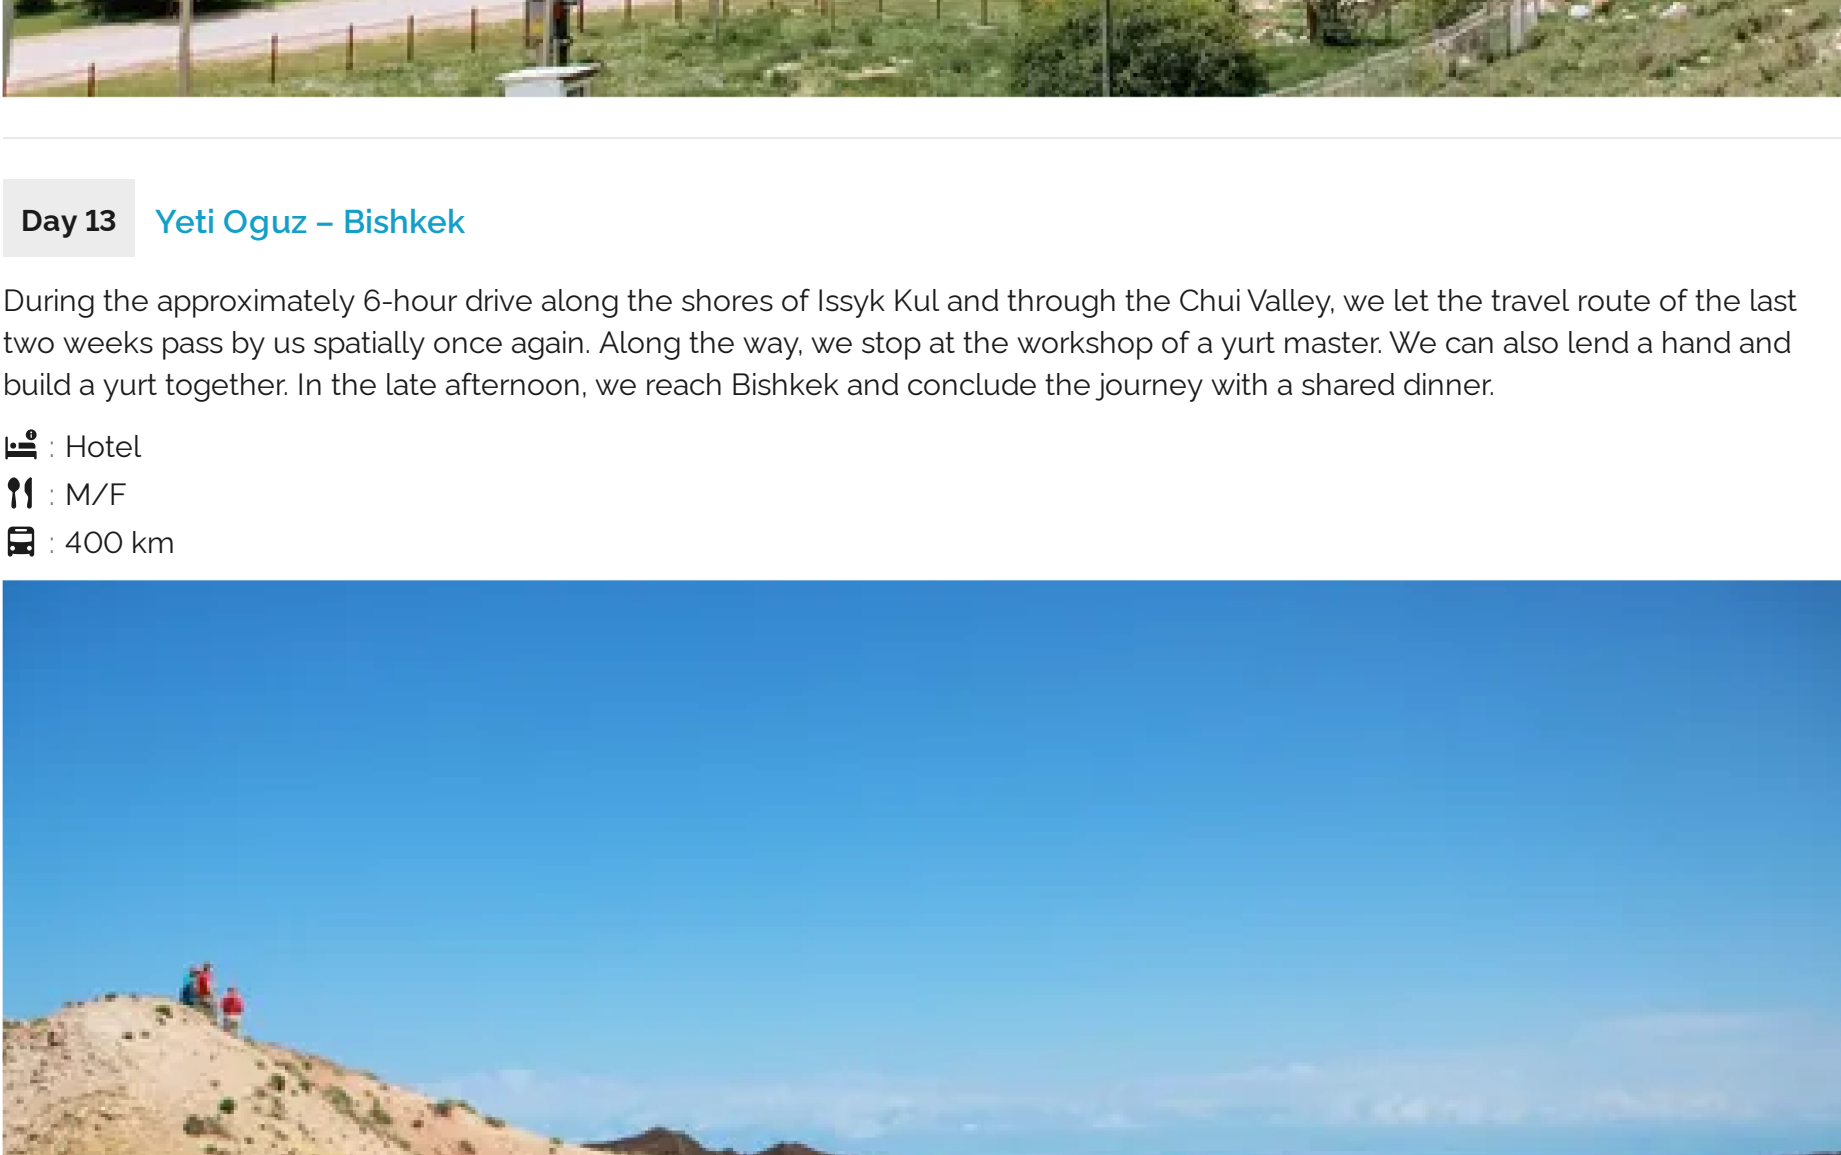 Day 13
Yeti Oguz – Bishkek
During the approximately 6-hour drive along the shores of Issyk Kul and through the Chui Valley, we let the travel route of the last
two weeks pass by us spatially once again. Along the way, we stop at the workshop of a yurt master. We can also lend a hand and
build a yurt together. In the late afternoon, we reach Bishkek and conclude the journey with a shared dinner.
: Hotel
: M/F
: 400 km